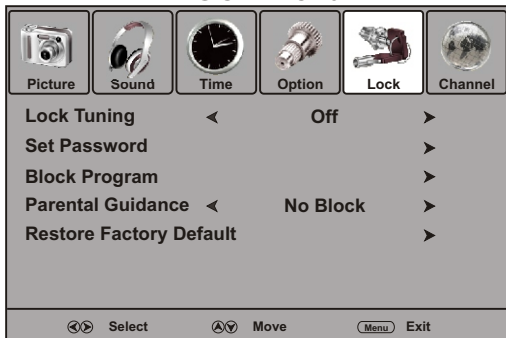 Picture Sound Time Option Lock Channel
Lock Tuning Off
Set Password
Block Program
Parental Guidance No Block
Restore Factory Default
Select Move Menu Exit